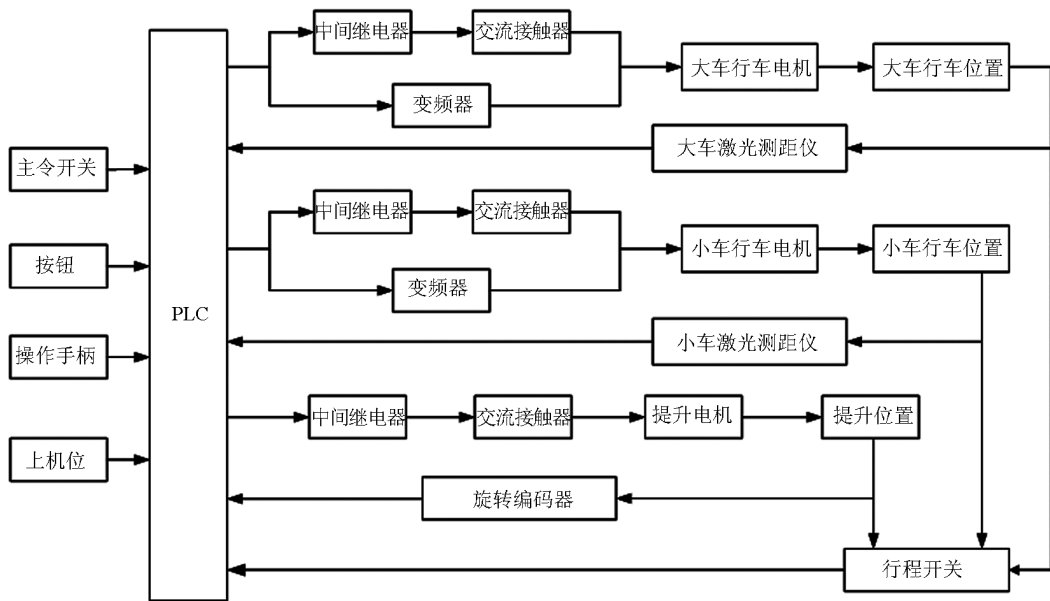 中间继电器
交流接触器
大车行车电机
大车行车位置
变频器
大车激光测距仪
主令开关
中间继电器
交流接触器
按钮
小车行车电机
小车行车位置
变频器
PLC
操作手柄
小车激光测距仪
中间继电器
交流接触器
提升电机
提升位置
上机位
旋转编码器
行程开关